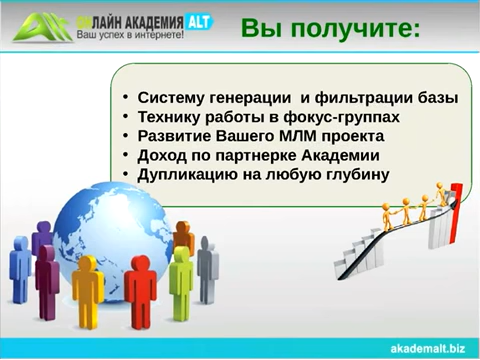 ОНЛАЙН АКАДЕМИЯ ALT
Ваш успех в интернете!
Вы получите:
• Систему генерации и фильтрации базы
• Технику работы в фокус-группах
• Развитие Вашего МЛМ проекта
• Доход по партнерке Академии
• Дупликацию на любую глубину
akademalt.biz